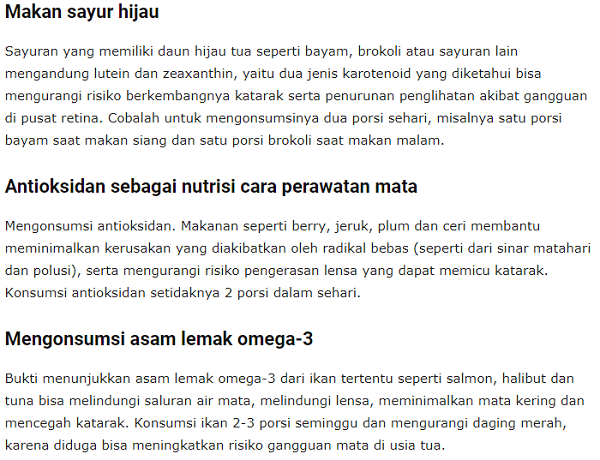 Makan sayur hijau
Sayuran yang memiliki daun hijau tua seperti bayam, brokoli atau sayuran lain
mengandung lutein dan zeaxanthin, yaitu dua jenis karotenoid yang diketahui bisa
mengurangi risiko berkembangnya katarak serta penurunan penglihatan akibat gangguan
di pusat retina. Cobalah untuk mengonsumsinya dua porsi sehari, misalnya satu porsi
bayam saat makan siang dan satu porsi brokoli saat makan malam.
Antioksidan sebagai nutrisi cara perawatan mata
Mengonsumsi antioksidan. Makanan seperti berry, jeruk, plum dan ceri membantu
meminimalkan kerusakan yang diakibatkan oleh radikal bebas (seperti dari sinar matahari
dan polusi), serta mengurangi risiko pengerasan lensa yang dapat memicu katarak.
Konsumsi antioksidan setidaknya 2 porsi dalam sehari.
Mengonsumsi asam lemak omega-3
Bukti menunjukkan asam lemak omega-3 dari ikan tertentu seperti salmon, halibut dan
tuna bisa melindungi saluran air mata, melindungi lensa, meminimalkan mata kering dan
mencegah katarak. Konsumsi ikan 2-3 porsi seminggu dan mengurangi daging merah,
karena diduga bisa meningkatkan risiko gangguan mata di usia tua.